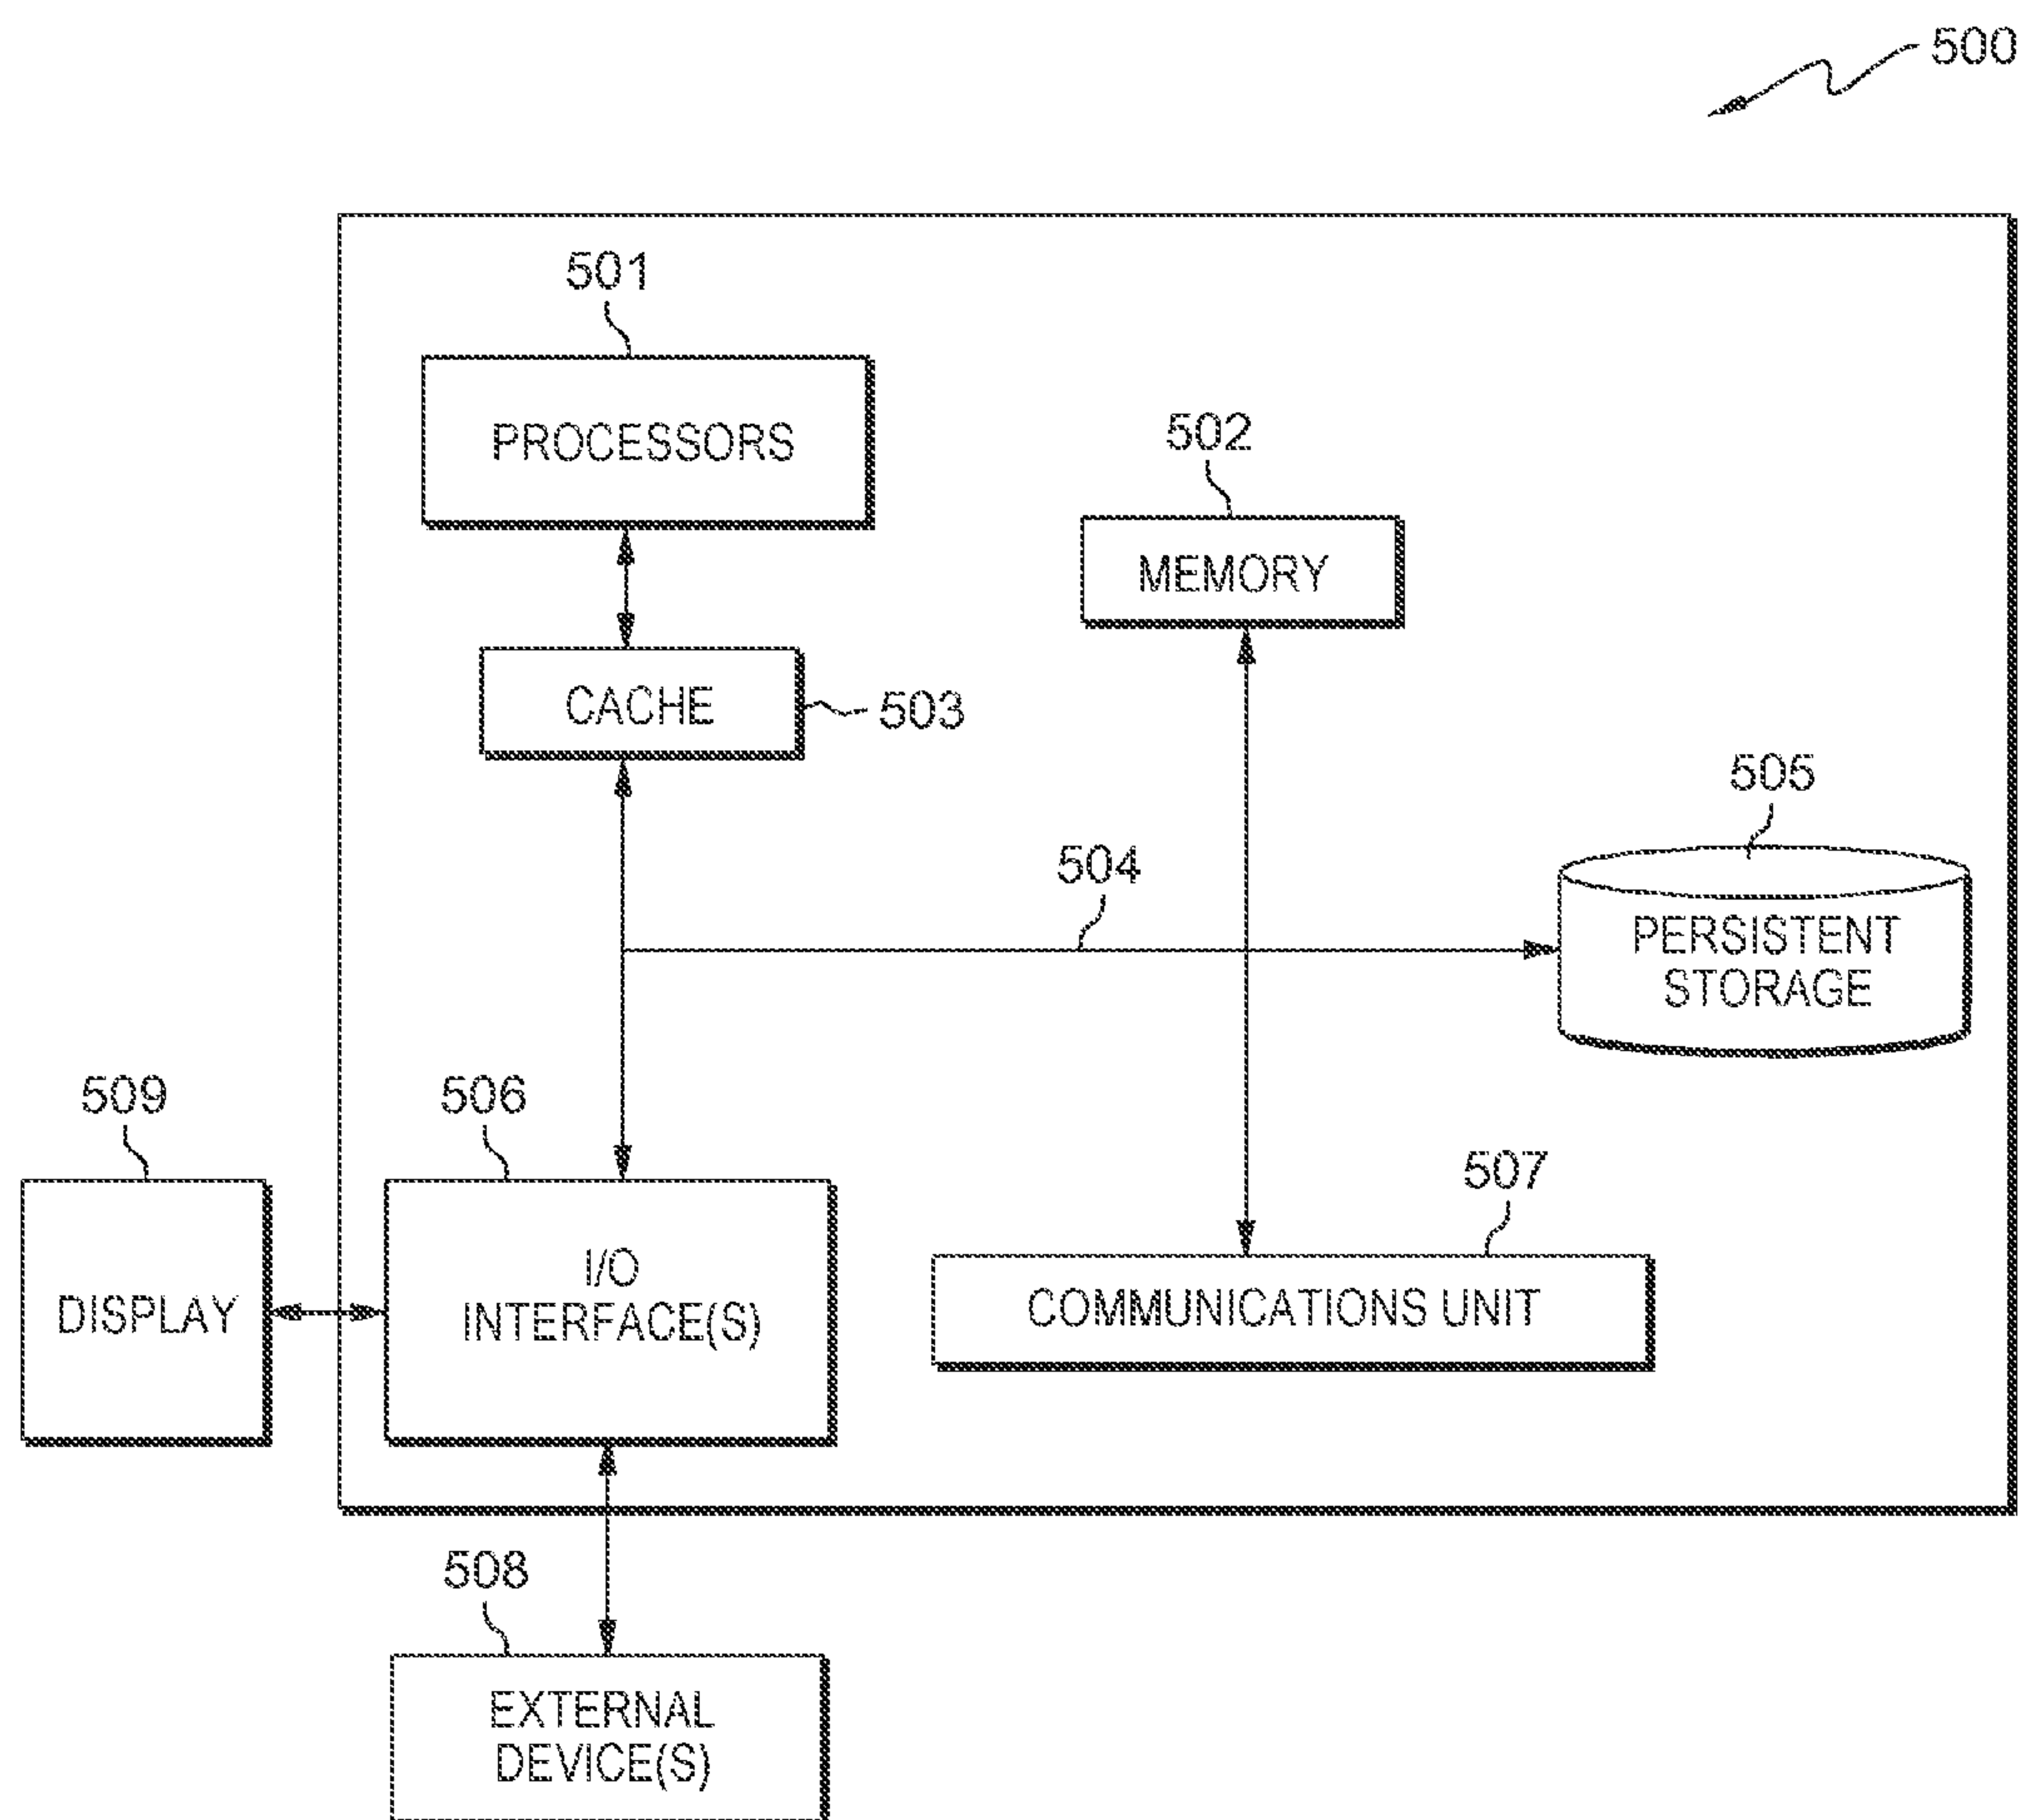 500
501
PROCESSORS
502
MEMORY
CACHE
503
505
504
PERSISTENT
STORAGE
509
506
507
DISPLAY
I/O
INTERFACE(S)
COMMUNICATIONS UNIT
508
EXTERNAL
DEVICE(S)